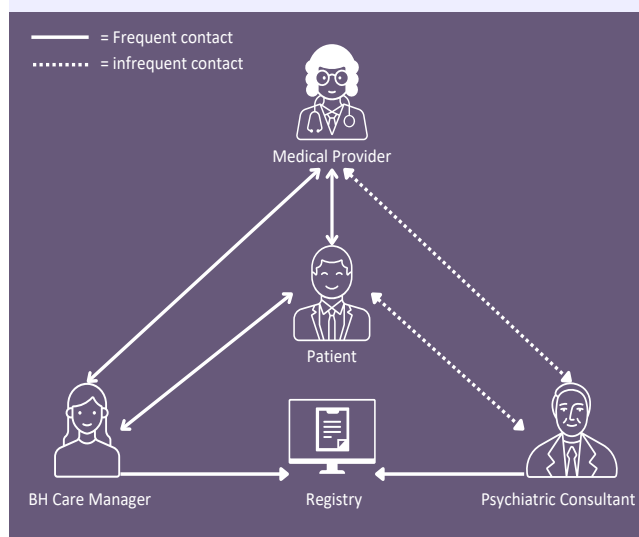 = Frequent contact
= infrequent contact
Medical Provider
Patient
BH Care Manager
Registry
Psychiatric Consultant